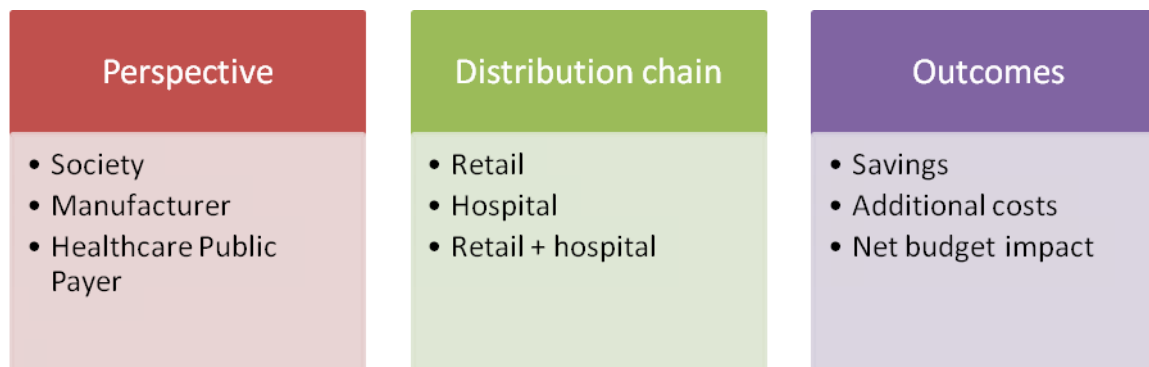 Perspective
• Society
• Manufacturer
• Healthcare Public
Payer
Distribution chain
• Retail
• Hospital
• Retail + hospital
Outcomes
• Savings
• Additional costs
• Net budget impact